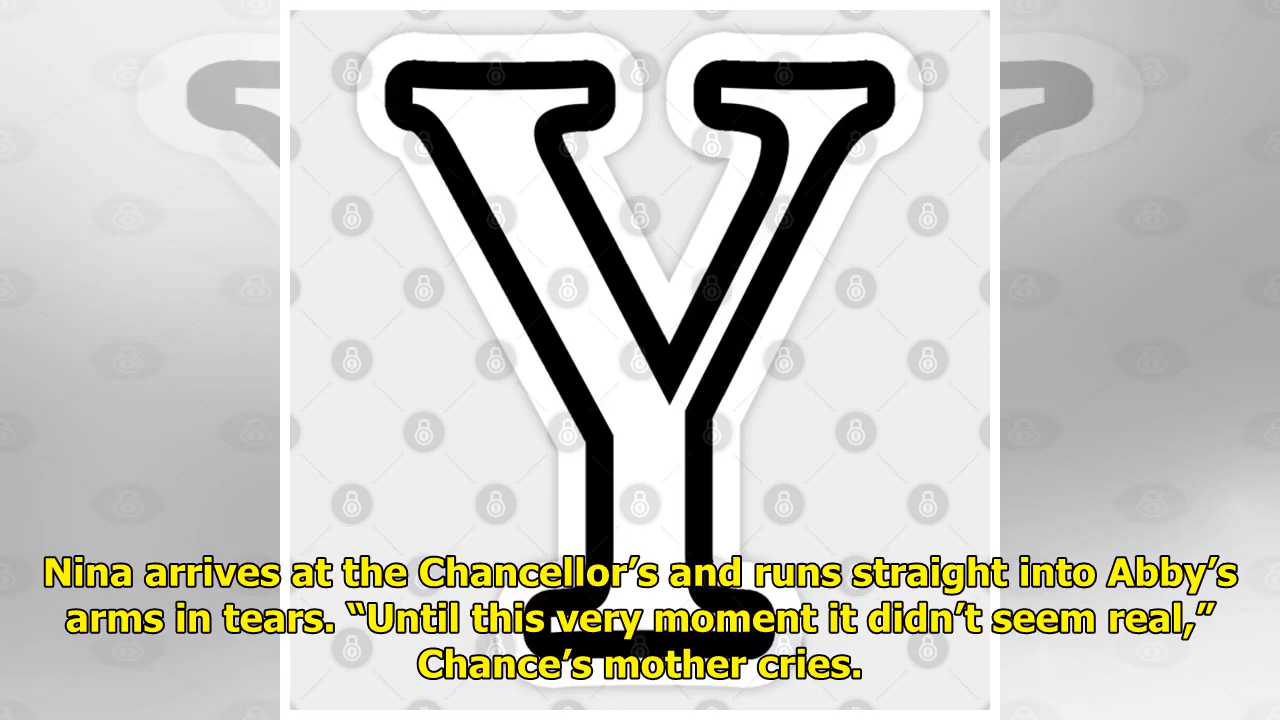 Y
Nina arrives at the Chancellor’s and runs straight into Abby’s
arms in tears. “Until this very moment it didn’t seem real,”
Chance’s mother cries.